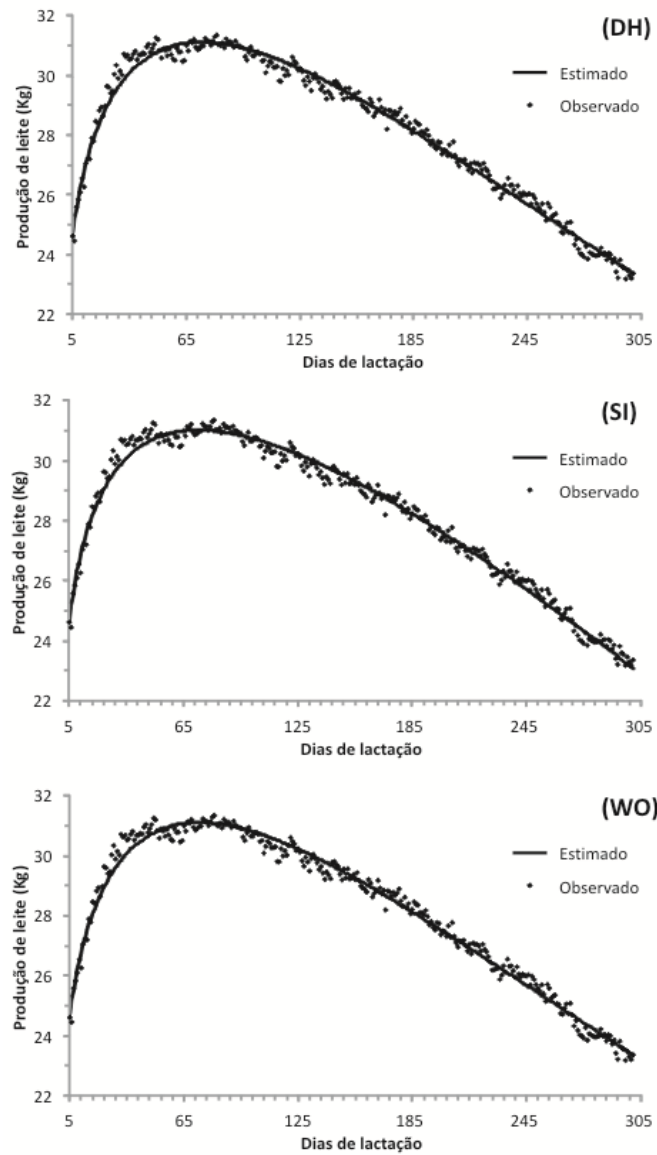 (DH)
Produção de leite (Kg)
32
30
28
26
24
22
Estimado
Observado
5 65 125 185 245 305
Dias de lactação
(SI)
Produção de leite (Kg)
32
30
28
26
24
22
Estimado
Observado
5 65 125 185 245 305
Dias de lactação
(WO)
Produção de leite (Kg)
32
30
28
26
24
22
Estimado
Observado
5 65 125 185 245 305
Dias de lactação